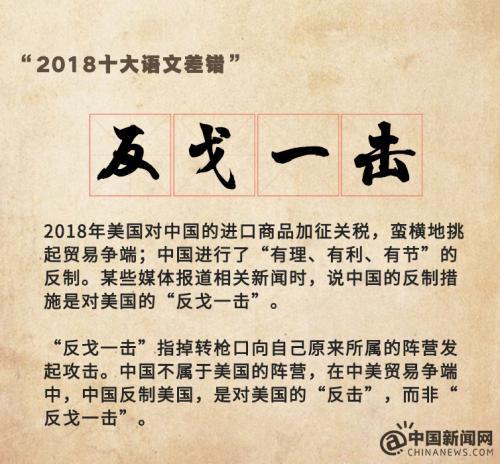 “2018十大语文差错”
反戈一击
2018年美国对中国的进口商品加征关税，蛮横地挑
起贸易争端；中国进行了“有理、有利、有节”的
反制。某些媒体报道相关新闻时，说中国的反制措
施是对美国的“反戈一击”。
“反戈一击”指掉转枪口向自己原来所属的阵营发
起攻击。中国不属于美国的阵营，在中美贸易争端
中，中国反制美国，是对美国的“反击”，而非“
反戈一击”。
@中国新闻网
CHINANEWS.COM